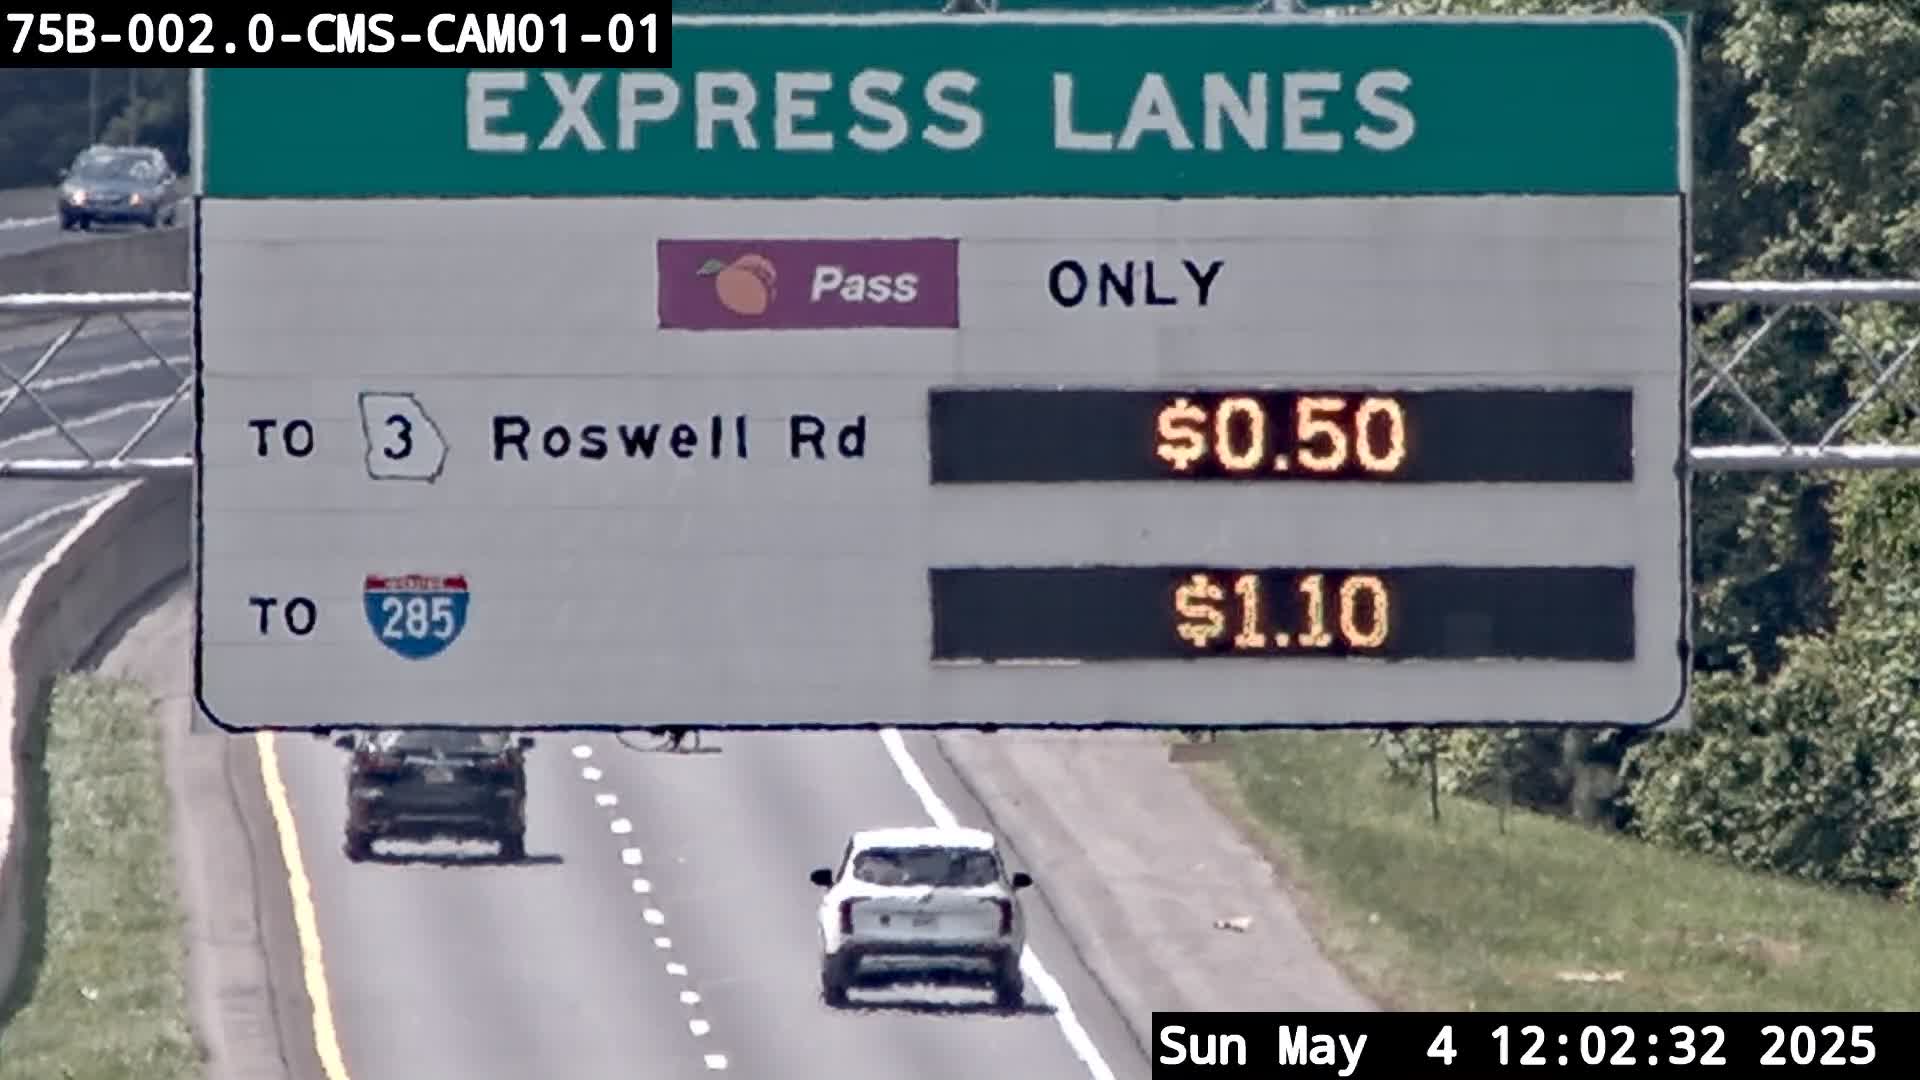 75B-002.0-CMS-CAM01-01
EXPRESS LANES
Pass ONLY
TO 3 Roswell Rd $0.50
TO 285 $1.10
Sun May 4 12:02:32 2025